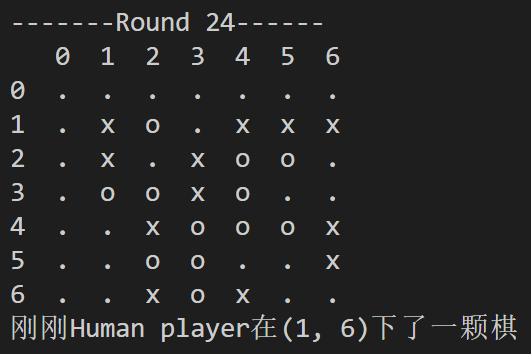 -------Round 24------
0 1 2 3 4 5 6
0 . . . . . . .
1 . x o . x x x
2 . x . x o o .
3 . o o x o . .
4 . . x o o o x
5 . . o o . . x
6 . . x o x . .
刚刚Human player在(1, 6)下了一颗棋